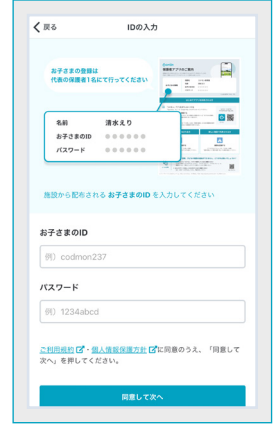 戻る
IDの入力
お子さまの登録は
代表の保護者1名にて行ってください
名前 清水えり
お子さまのID ●●●●●●
パスワード ●●●●●●
施設から配布される お子さまのID を入力してください
お子さまのID
例）codmon237
パスワード
例）1234abcd
ご利用規約・個人情報保護方針に同意のうえ、「同意して
次へ」を押してください。
同意して次へ